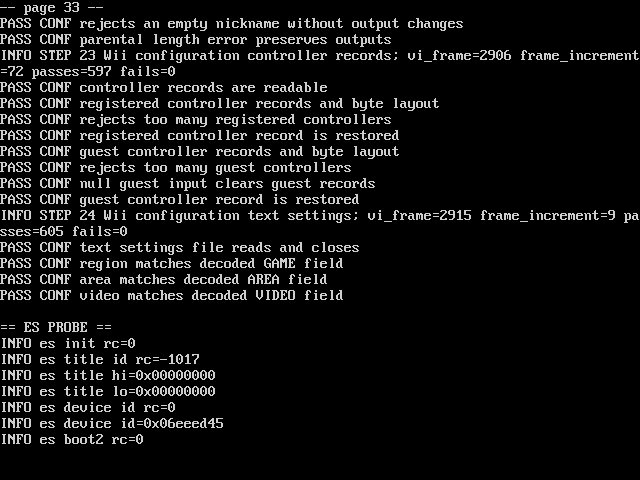 -- page 33 --
PASS CONF rejects an empty nickname without output changes
PASS CONF parental length error preserves outputs
INFO STEP 23 Wii configuration controller records; vi_frame=2906 frame_increment
=72 passes=597 fails=0
PASS CONF controller records are readable
PASS CONF registered controller records and byte layout
PASS CONF rejects too many registered controllers
PASS CONF registered controller record is restored
PASS CONF guest controller records and byte layout
PASS CONF rejects too many guest controllers
PASS CONF null guest input clears guest records
PASS CONF guest controller record is restored
INFO STEP 24 Wii configuration text settings; vi_frame=2915 frame_increment=9 pa
sses=605 fails=0
PASS CONF text settings file reads and closes
PASS CONF region matches decoded GAME field
PASS CONF area matches decoded AREA field
PASS CONF video matches decoded VIDEO field
== ES PROBE ==
INFO es init rc=0
INFO es title id rc=-1017
INFO es title hi=0x00000000
INFO es title lo=0x00000000
INFO es device id rc=0
INFO es device id=0x06eeed45
INFO es boot2 rc=0